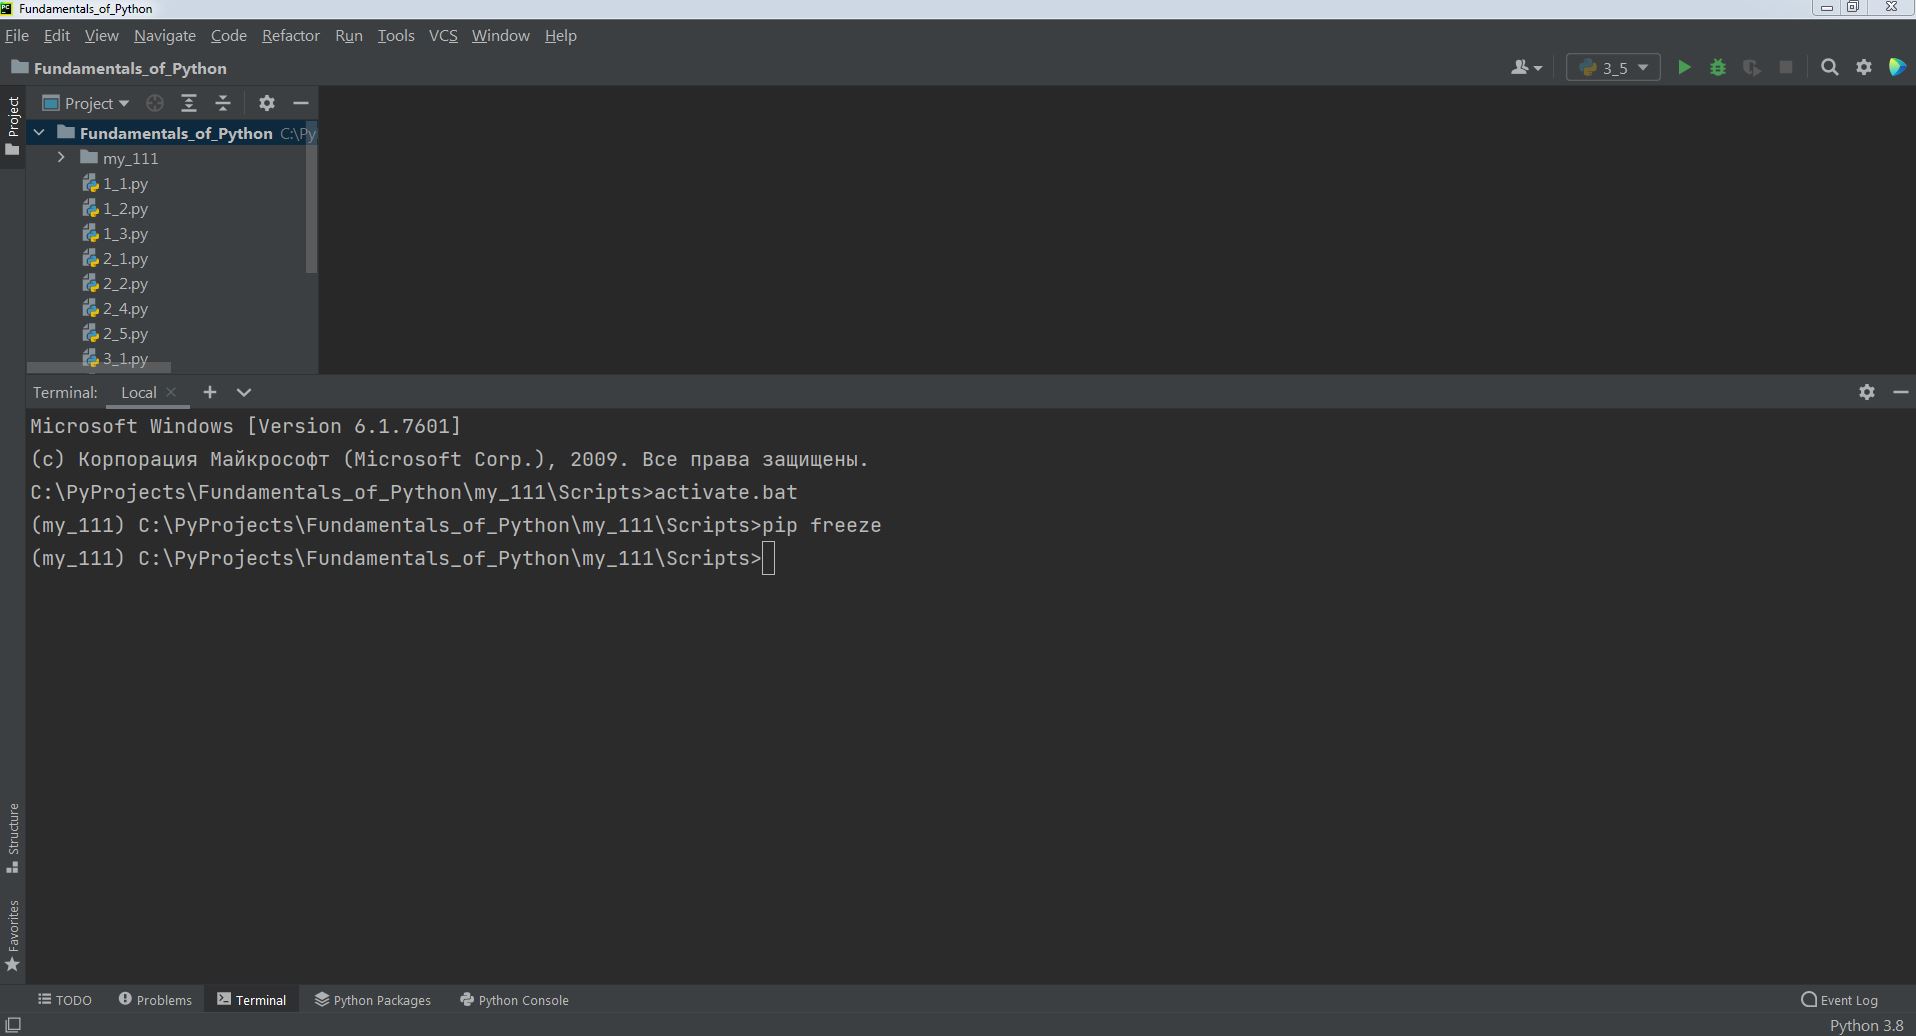 Fundamentals_of_Python
File Edit View Navigate Code Refactor Run Tools VCS Window Help
Fundamentals_of_Python
3_5
Project
Project
Fundamentals_of_Python C:\Py
my_111
1_1.py
1_2.py
1_3.py
2_1.py
2_2.py
2_4.py
2_5.py
3_1.py
Terminal: Local
Microsoft Windows [Version 6.1.7601]
(c) Корпорация Майкрософт (Microsoft Corp.), 2009. Все права защищены.
C:\PyProjects\Fundamentals_of_Python\my_111\Scripts>activate.bat
(my_111) C:\PyProjects\Fundamentals_of_Python\my_111\Scripts>pip freeze
(my_111) C:\PyProjects\Fundamentals_of_Python\my_111\Scripts>
Structure
Favorites
TODO Problems Terminal Python Packages Python Console Event Log
Python 3.8